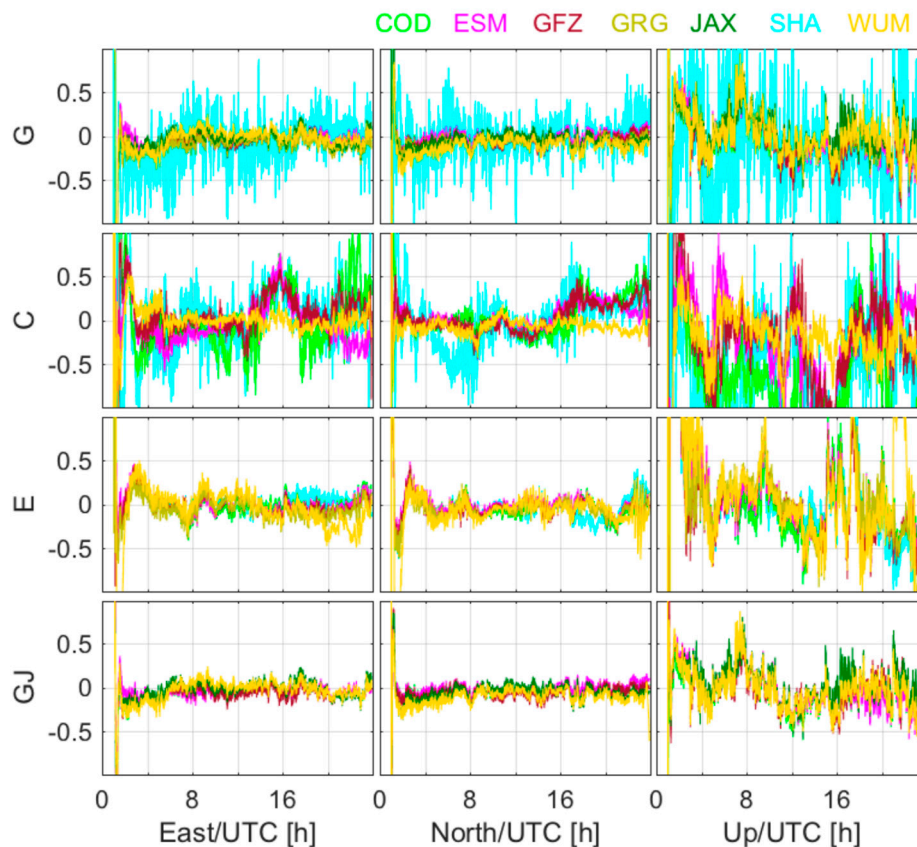 COD ESM GFZ GRG JAX SHA WUM
G
0.5
0
-0.5
C
0.5
0
-0.5
E
0.5
0
-0.5
GJ
0.5
0
-0.5
0 8 16 0 8 16 0 8 16
East/UTC [h] North/UTC [h] Up/UTC [h]